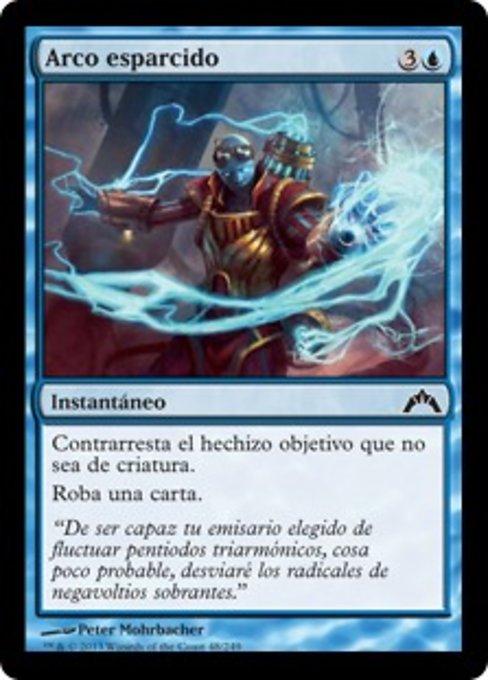 Arco esparcido 3
Instantáneo
Contrarresta el hechizo objetivo que no
sea de criatura.
Roba una carta.
“De ser capaz tu emisario elegido de
fluctuar pentiodos triarmónicos, cosa
poco probable, desviaré los radicales de
negavoltios sobrantes.”
Peter Mohrbacher
™ & © 2013 Wizards of the Coast 48/249